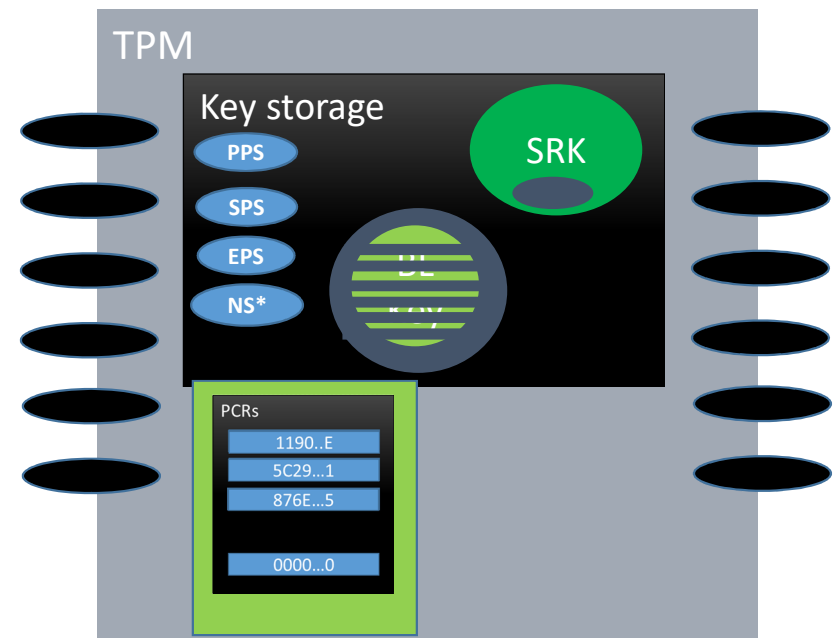 TPM
Key storage
PPS
SRK
SPS
EPS
NS*
PCRs
1190..E
5C29...1
876E...5
0000...0